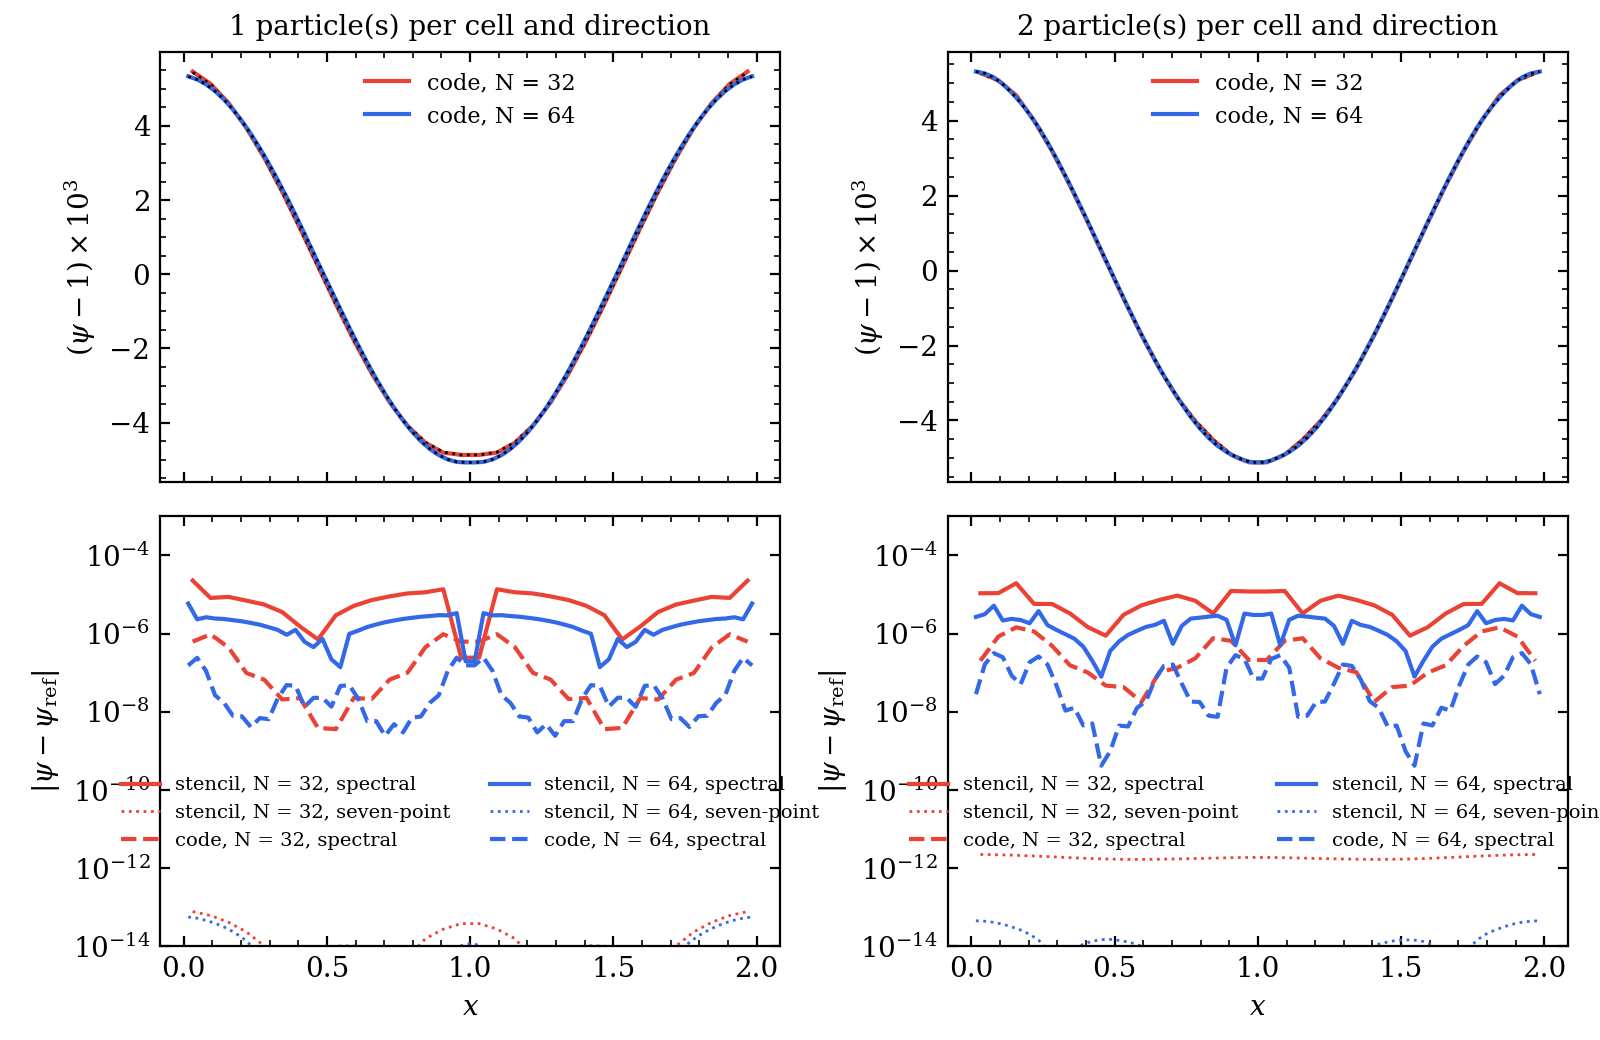 1 particle(s) per cell and direction
code, N = 32
code, N = 64
4
2
0
−2
−4
(ψ − 1) × 10³
2 particle(s) per cell and direction
code, N = 32
code, N = 64
4
2
0
−2
−4
(ψ − 1) × 10³
10⁻⁴
10⁻⁶
10⁻⁸
10⁻¹⁰
10⁻¹²
10⁻¹⁴
|ψ − ψref|
stencil, N = 32, spectral
stencil, N = 32, seven-point
code, N = 32, spectral
stencil, N = 64, spectral
stencil, N = 64, seven-point
code, N = 64, spectral
0.0 0.5 1.0 1.5 2.0
x
10⁻⁴
10⁻⁶
10⁻⁸
10⁻¹⁰
10⁻¹²
10⁻¹⁴
|ψ − ψref|
stencil, N = 32, spectral
stencil, N = 32, seven-point
code, N = 32, spectral
stencil, N = 64, spectral
stencil, N = 64, seven-poin
code, N = 64, spectral
0.0 0.5 1.0 1.5 2.0
x